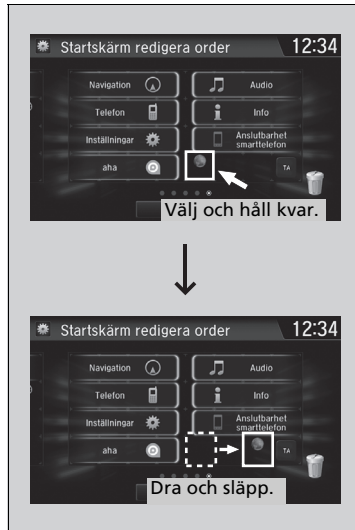 Startskärm redigera order 12:34
Navigation Audio
Telefon Info
Inställningar Anslutbarhet
smarttelefon
aha TA
Välj och håll kvar.
Startskärm redigera order 12:34
Navigation Audio
Telefon Info
Inställningar Anslutbarhet
smarttelefon
aha TA
Dra och släpp.